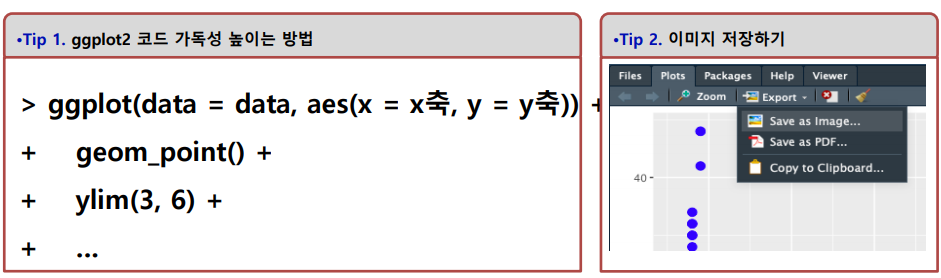 •Tip 1. ggplot2 코드 가독성 높이는 방법
> ggplot(data = data, aes(x = x축, y = y축)) +
+ geom_point() +
+ ylim(3, 6) +
+ ...
•Tip 2. 이미지 저장하기
Files Plots Packages Help Viewer
Zoom Export
Save as Image...
Save as PDF...
Copy to Clipboard...
40